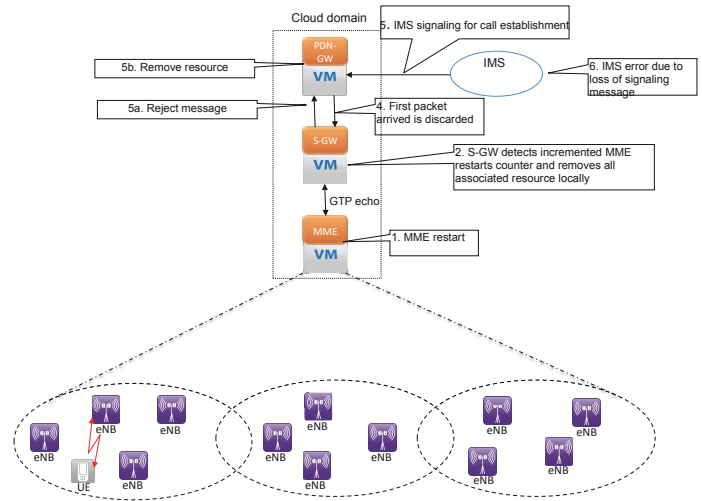 Cloud domain
5. IMS signaling for call establishment
PDN-
GW
VM
5b. Remove resource
IMS
6. IMS error due to
loss of signaling
message
5a. Reject message
4. First packet
arrived is discarded
S-GW
VM
2. S-GW detects incremented MME
restarts counter and removes all
associated resource locally
GTP echo
MME
VM
1. MME restart
eNB
eNB
eNB
eNB
UE
eNB
eNB
eNB
eNB
eNB
eNB
eNB
eNB